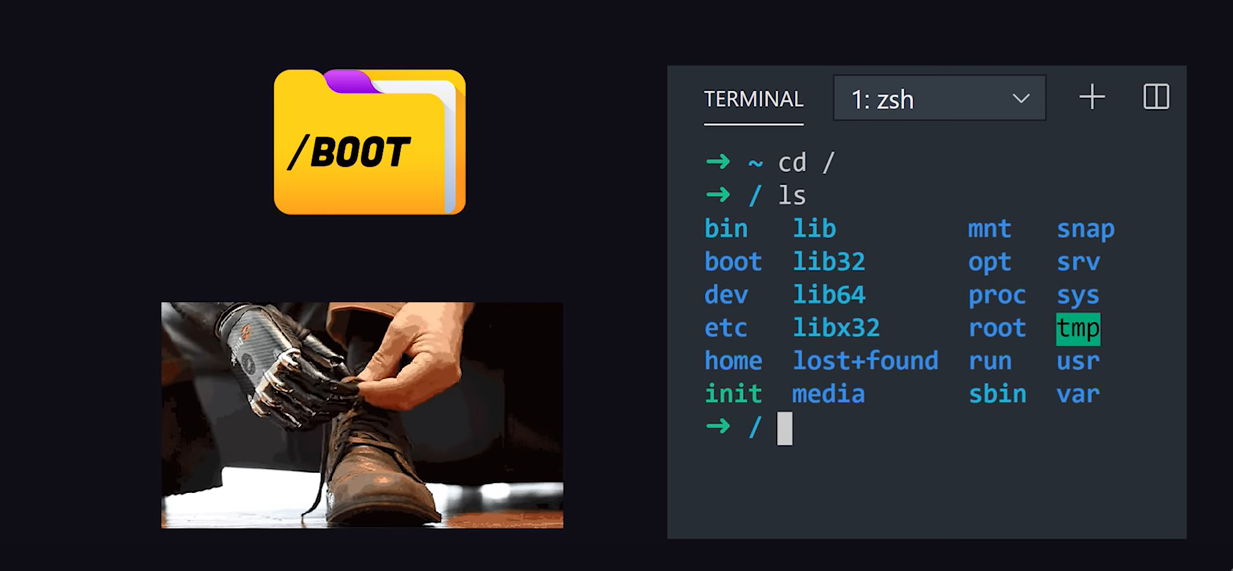 /BOOT
TERMINAL 1: zsh
→ ~ cd /
→ / ls
bin lib mnt snap
boot lib32 opt srv
dev lib64 proc sys
etc libx32 root tmp
home lost+found run usr
init media sbin var
→ /